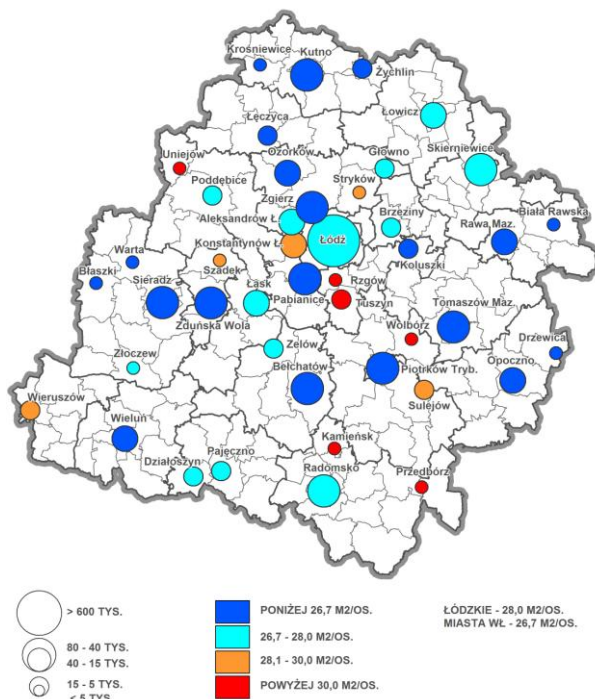 Krośniewice
Kutno
Żychlin
Łęczyca
Łowicz
Ozorków
Główno
Skierniewice
Uniejów
Poddębice
Stryków
Zgierz
Aleksandrów Ł.
Brzeziny
Biała Rawska
Konstantynów Ł.
Łódź
Rawa Maz.
Warta
Szadek
Koluszki
Błaszki
Sieradz
Łask
Pabianice
Rzgów
Tuszyn
Zduńska Wola
Tomaszów Maz.
Wolbórz
Drzewica
Złoczew
Zelów
Bełchatów
Piotrków Tryb.
Opoczno.
Wieruszów
Sulejów
Wieluń
Kamieńsk
Działoszyn
Pajęczno
Radomsko
Przedbórz
> 600 TYS.
80 - 40 TYS.
40 - 15 TYS.
15 - 5 TYS.
< 5 TYS.
PONIŻEJ 26,7 M2/OS.
26,7 - 28,0 M2/OS.
28,1 - 30,0 M2/OS.
POWYŻEJ 30,0 M2/OS.
ŁÓDZKIE - 28,0 M2/OS.
MIASTA WŁ - 26,7 M2/OS.